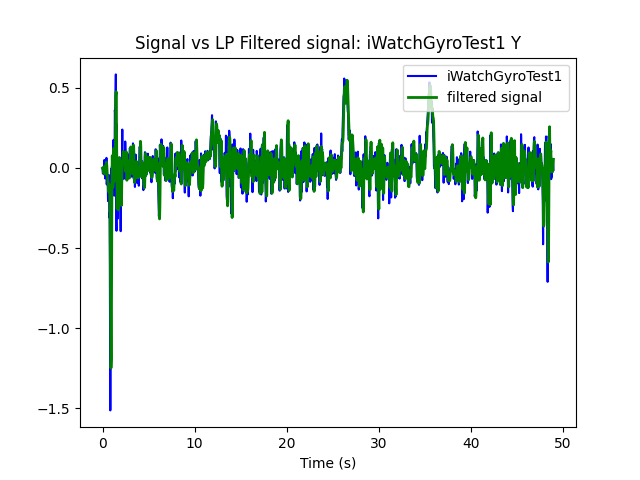 Signal vs LP Filtered signal: iWatchGyroTest1 Y
iWatchGyroTest1
filtered signal
0.5
0.0
−0.5
−1.0
−1.5
0 10 20 30 40 50
Time (s)